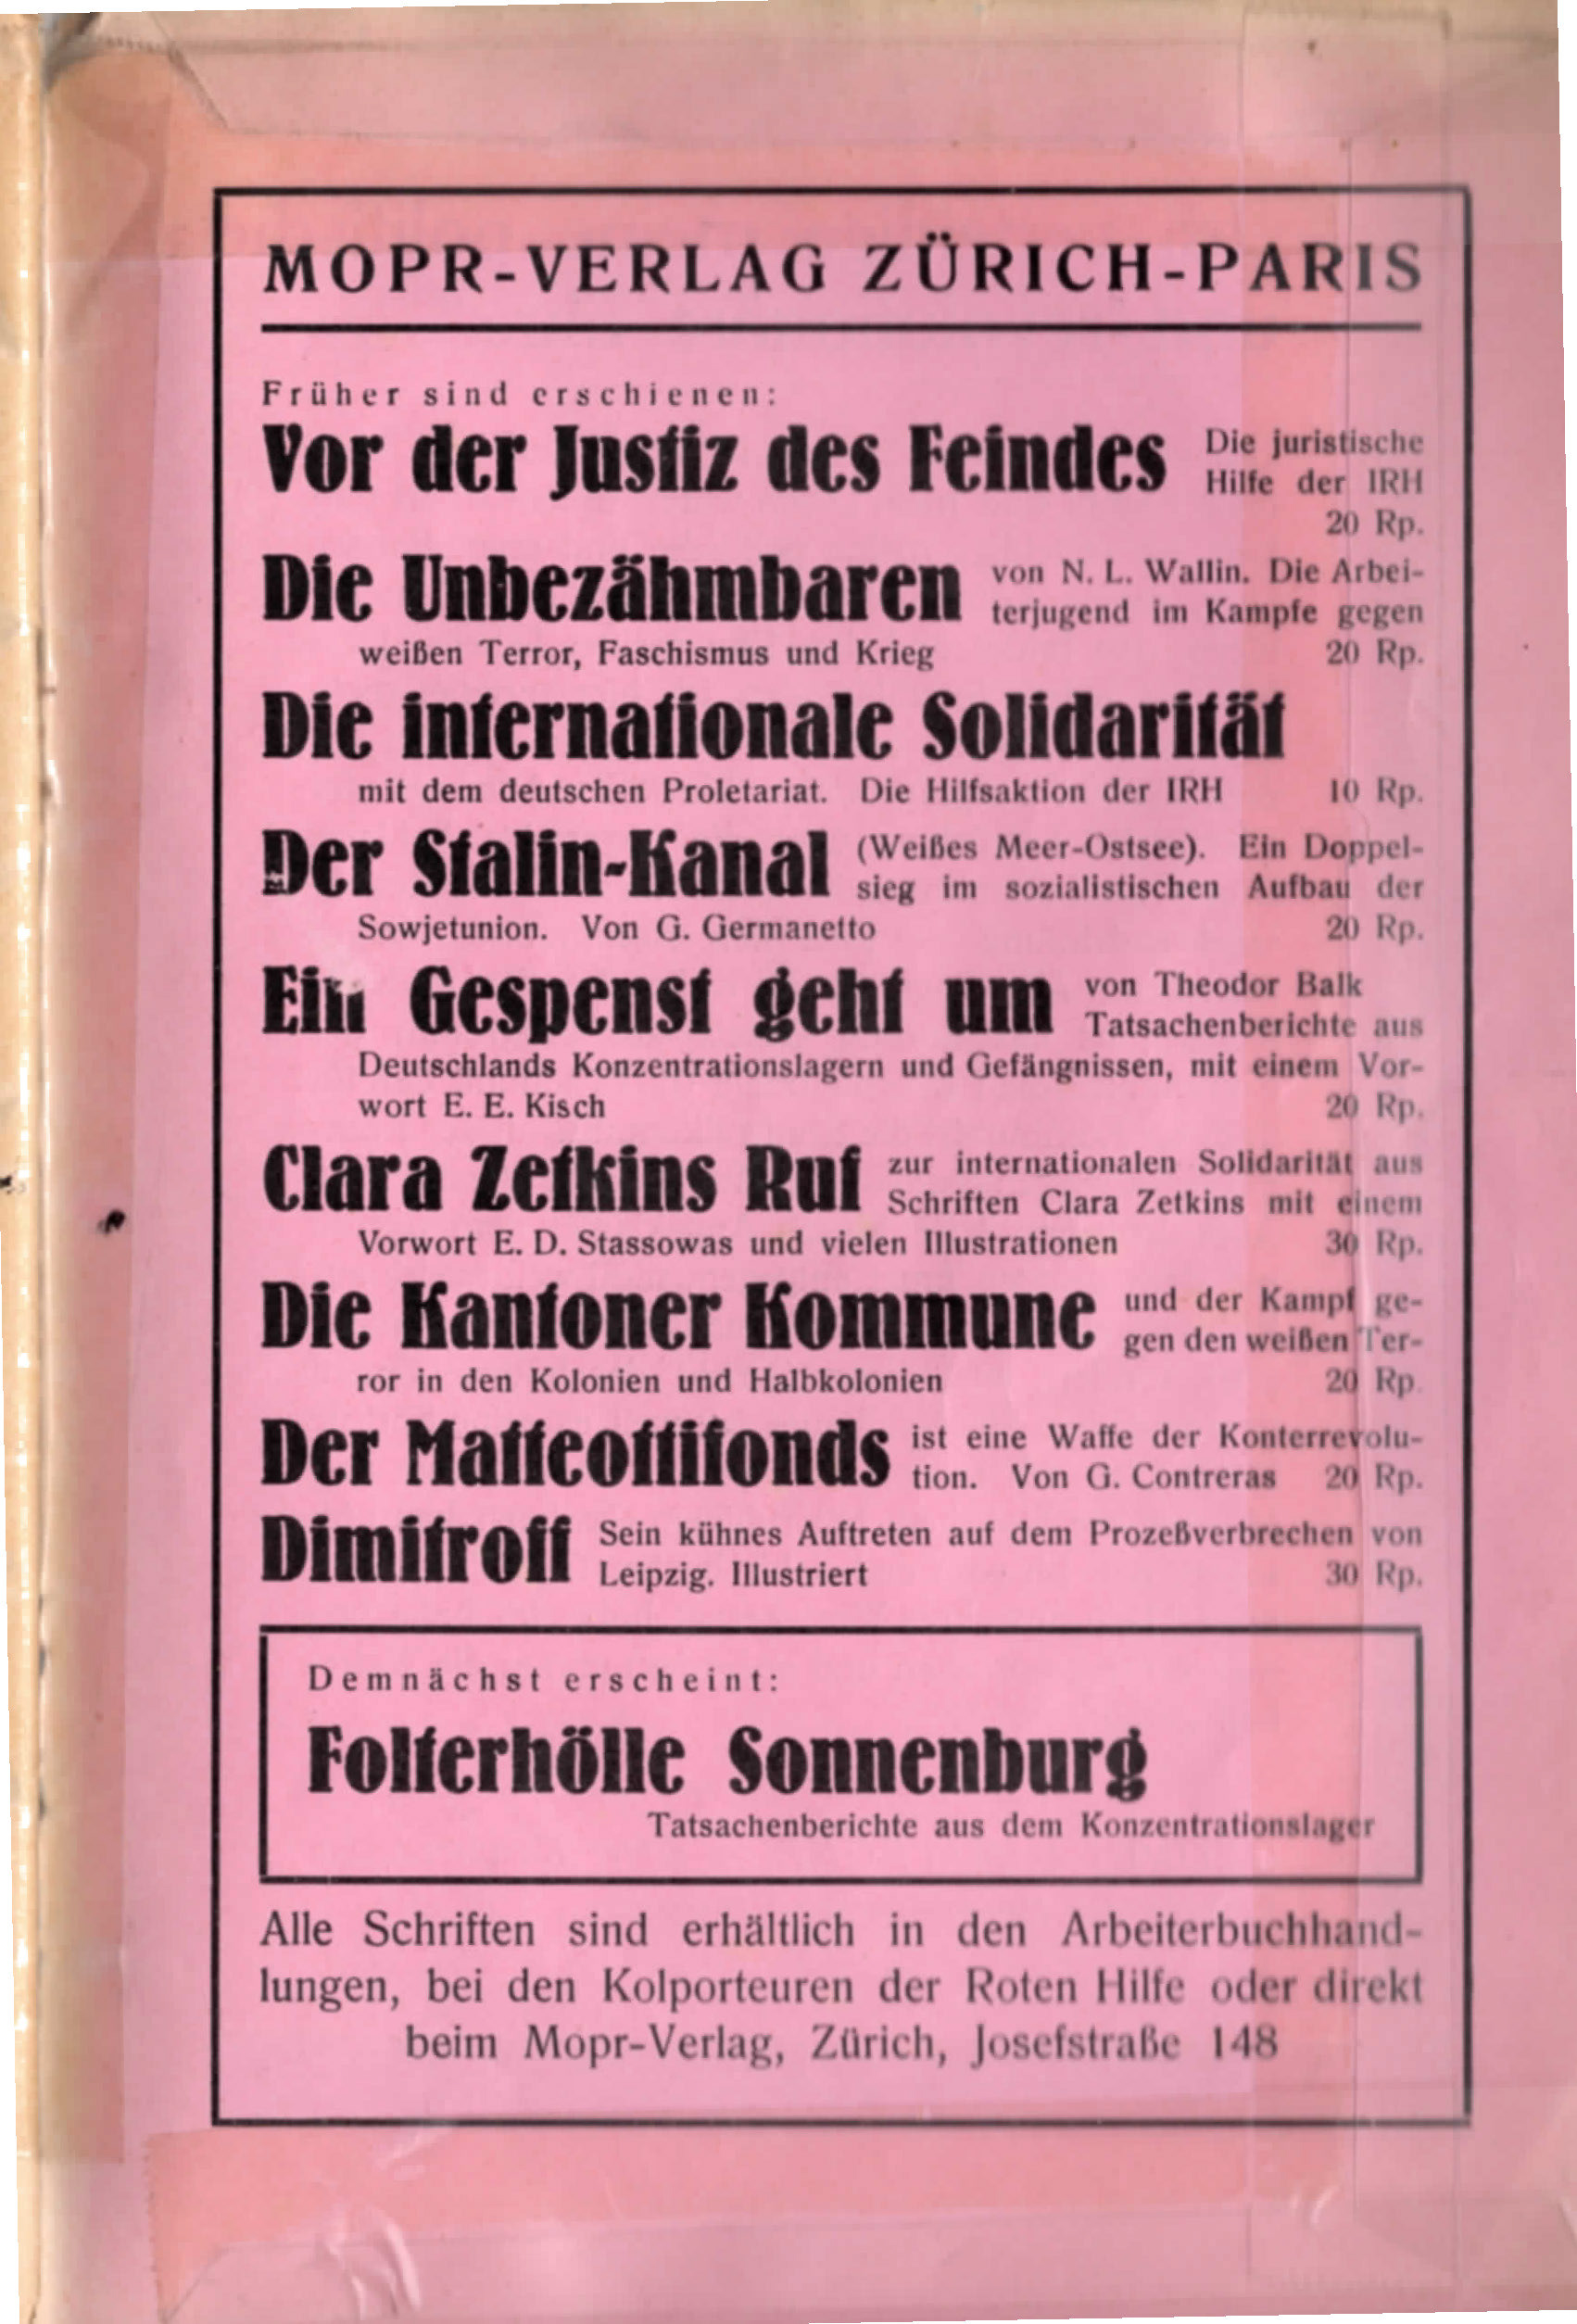 MOPR-VERLAG ZÜRICH-PARIS
Früher sind erschienen:
Vor der Justiz des Feindes Die juristische
Hilfe der IRH
20 Rp.
Die Unbezähmbaren von N. L. Wallin. Die Arbei-
terjugend im Kampfe gegen
weißen Terror, Faschismus und Krieg 20 Rp.
Die internationale Solidarität
mit dem deutschen Proletariat. Die Hilfsaktion der IRH 10 Rp.
Der Stalin-Kanal (Weißes Meer-Ostsee). Ein Doppel-
sieg im sozialistischen Aufbau der
Sowjetunion. Von G. Germanetto 20 Rp.
Ein Gespenst geht um von Theodor Balk
Tatsachenberichte aus
Deutschlands Konzentrationslagern und Gefängnissen, mit einem Vor-
wort E. E. Kisch 20 Rp.
Clara Zetkins Ruf zur internationalen Solidarität aus
Schriften Clara Zetkins mit einem
Vorwort E. D. Stassowas und vielen Illustrationen 30 Rp.
Die Kantoner Kommune und der Kampf ge-
gen den weißen Ter-
ror in den Kolonien und Halbkolonien 20 Rp.
Der Matteottifonds ist eine Waffe der Konterrevolu-
tion. Von G. Contreras 20 Rp.
Dimitroff Sein kühnes Auftreten auf dem Prozeßverbrechen von
Leipzig. Illustriert 30 Rp.
Demnächst erscheint:
Folterhölle Sonnenburg
Tatsachenberichte aus dem Konzentrationslager
Alle Schriften sind erhältlich in den Arbeiterbuchhand-
lungen, bei den Kolporteuren der Roten Hilfe oder direkt
beim Mopr-Verlag, Zürich, Josefstraße 148